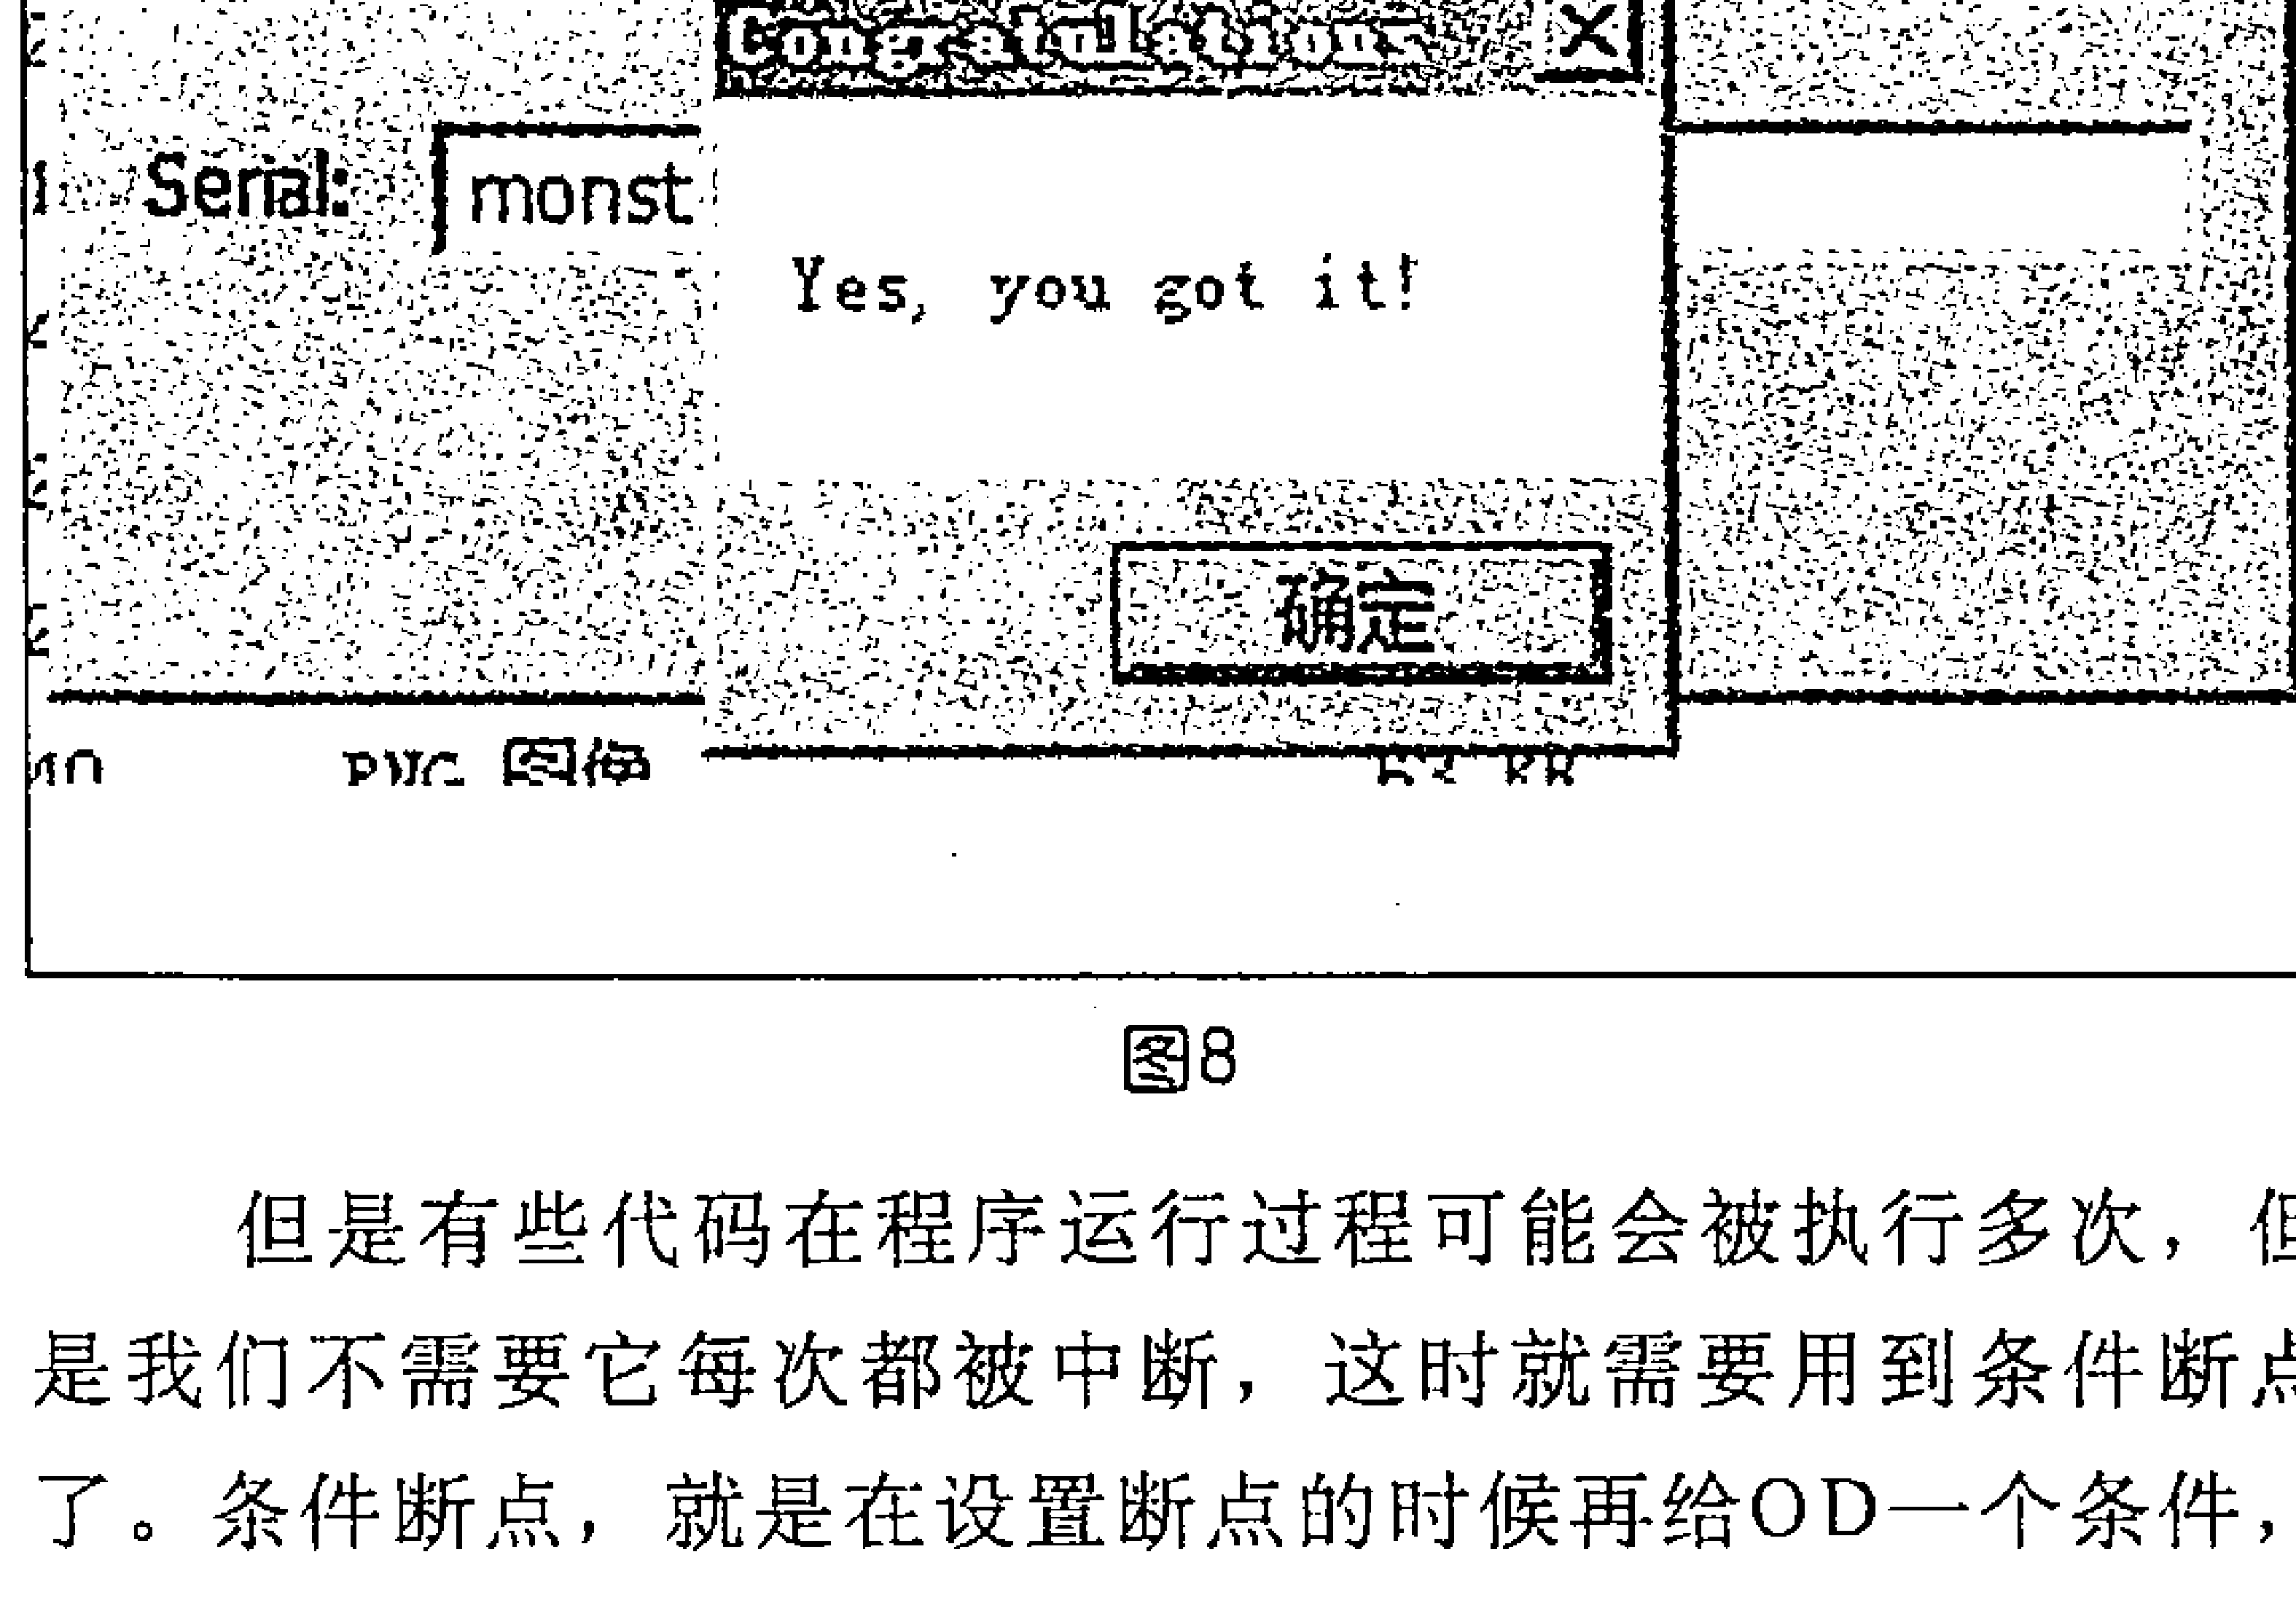 Congratulations
Serial:
monst
Yes, you got it!
确定
PNG 图像
图8
但是有些代码在程序运行过程可能会被执行多次，但
是我们不需要它每次都被中断，这时就需要用到条件断点
了。条件断点，就是在设置断点的时候再给OD一个条件，